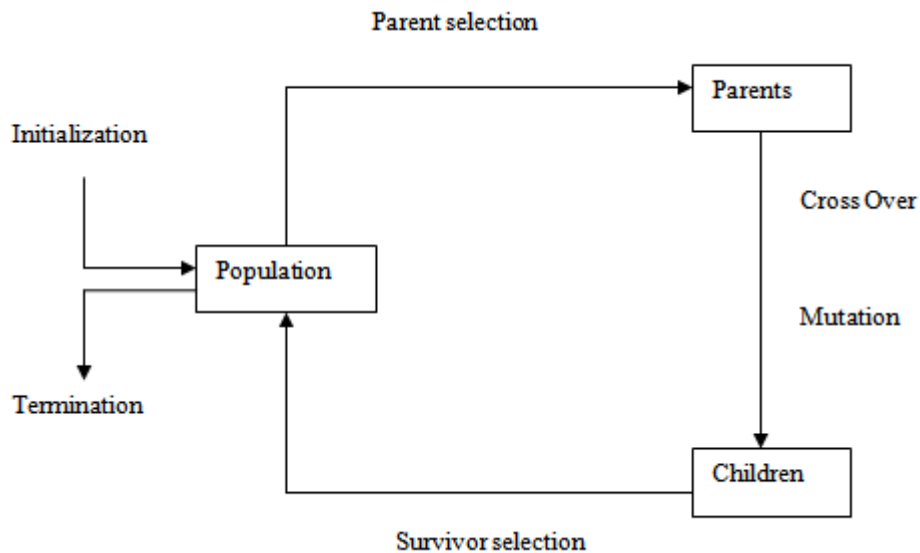 Parent selection
Parents
Initialization
Cross Over
Population
Mutation
Termination
Children
Survivor selection